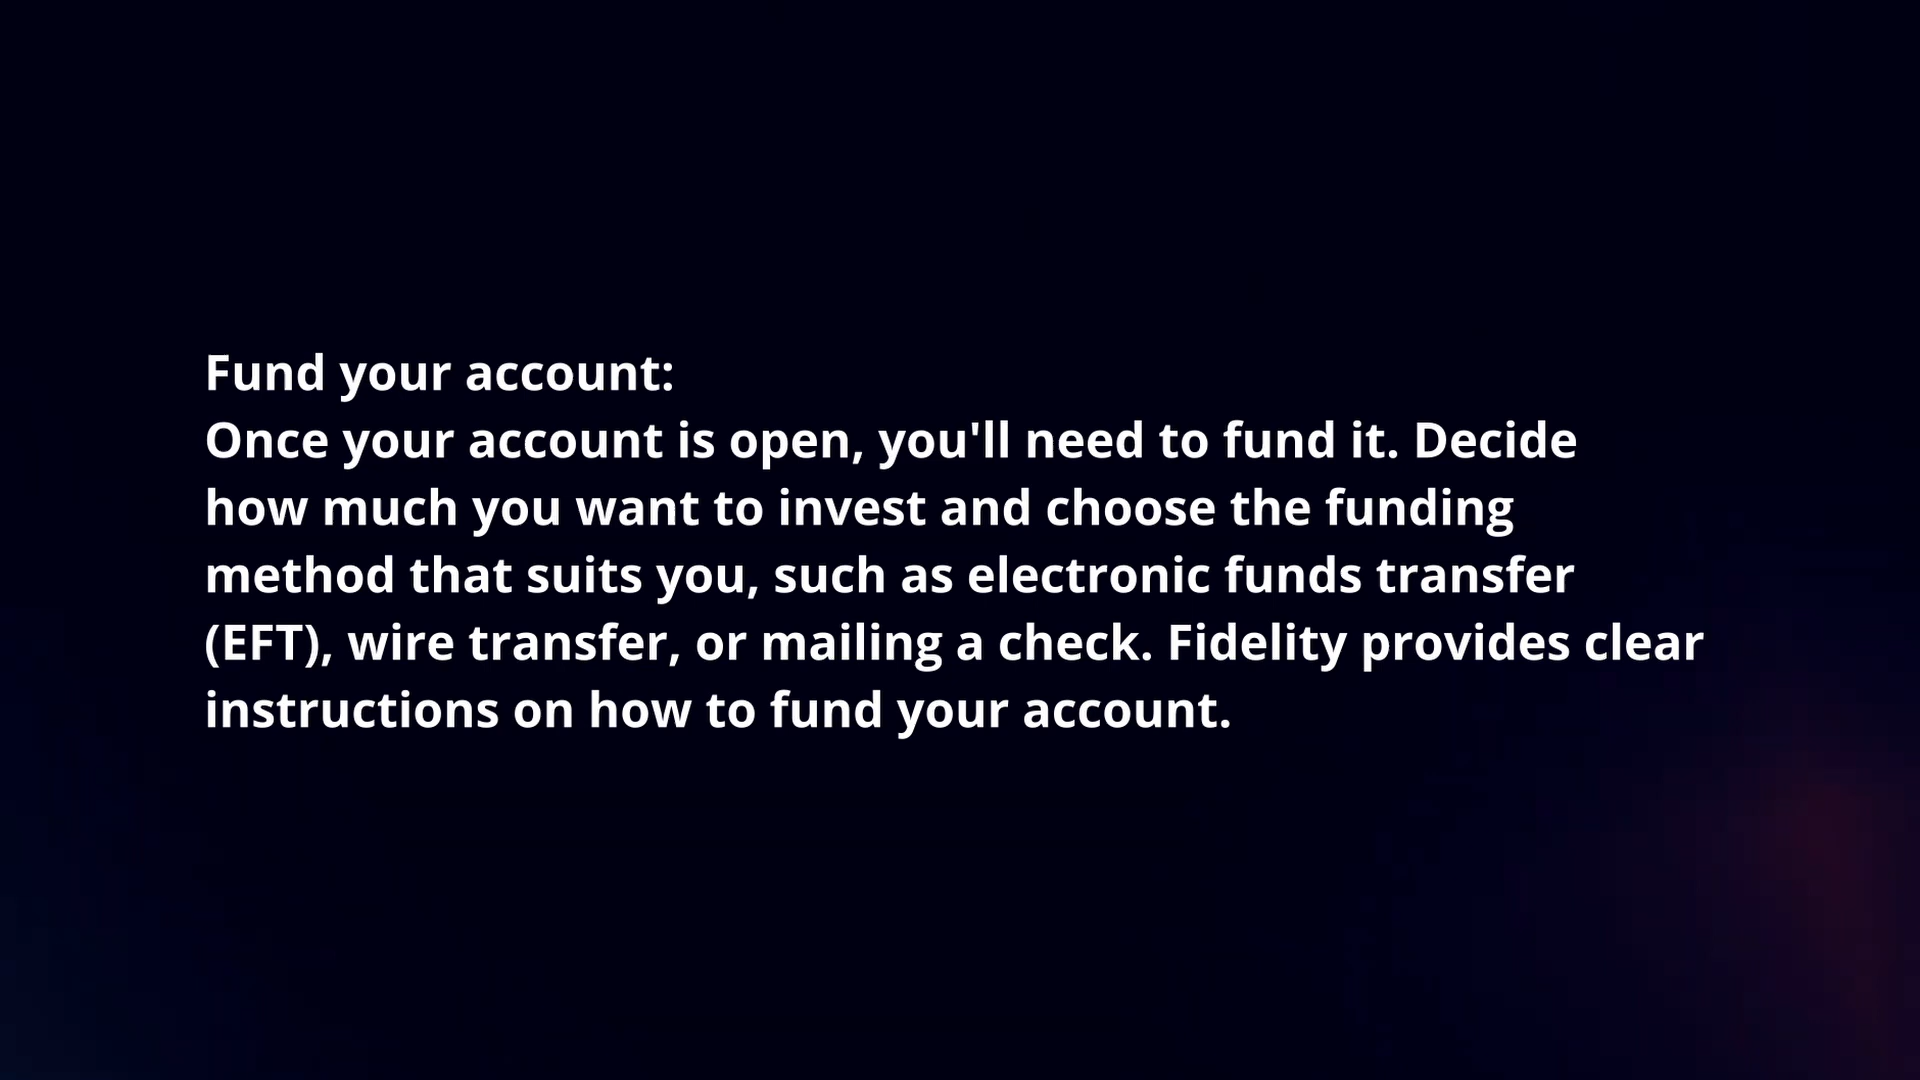 Fund your account:
Once your account is open, you'll need to fund it. Decide
how much you want to invest and choose the funding
method that suits you, such as electronic funds transfer
(EFT), wire transfer, or mailing a check. Fidelity provides clear
instructions on how to fund your account.